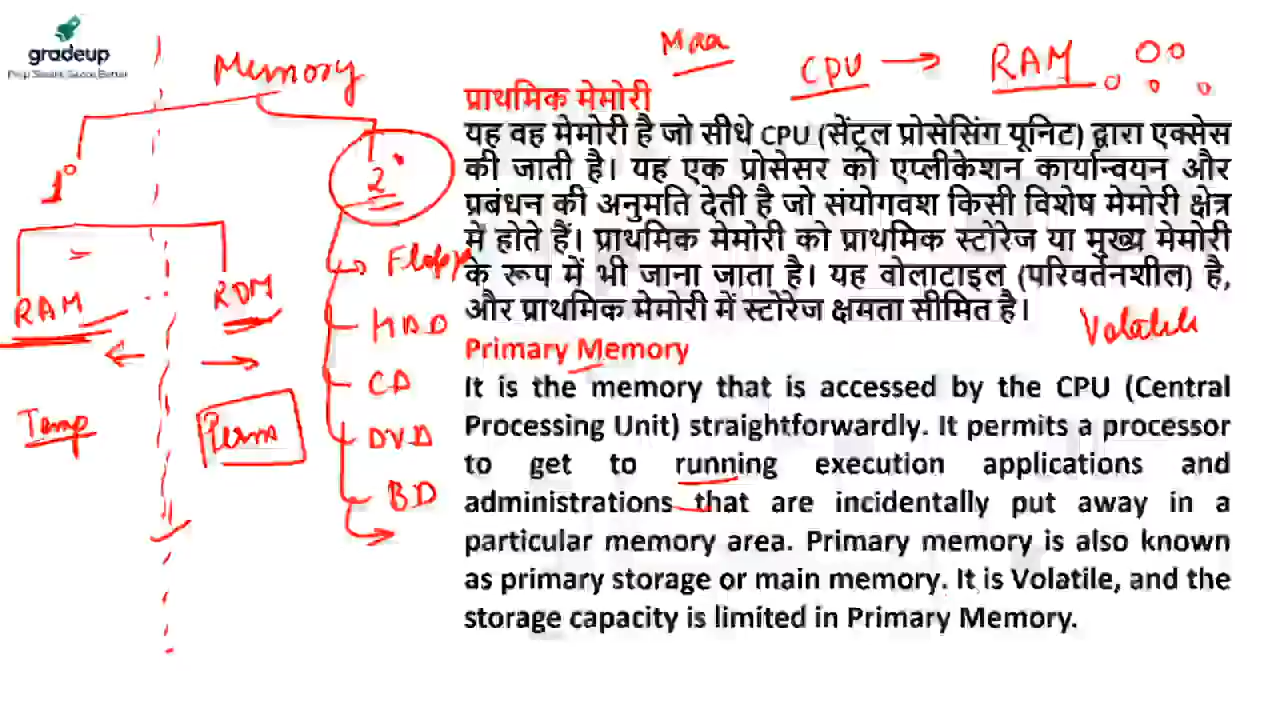 gradeup
Prep Smart. Score Better
Memory
1°
2°
RAM
ROM
Temp
Perm
Floppy
HDD
CD
DVD
BD
CPU → RAM
प्राथमिक मेमोरी
यह वह मेमोरी है जो सीधे CPU (सेंट्रल प्रोसेसिंग यूनिट) द्वारा एक्सेस
की जाती है। यह एक प्रोसेसर को एप्लीकेशन कार्यान्वयन और
प्रबंधन की अनुमति देती है जो संयोगवश किसी विशेष मेमोरी क्षेत्र
में होते हैं। प्राथमिक मेमोरी को प्राथमिक स्टोरेज या मुख्य मेमोरी
के रूप में भी जाना जाता है। यह वोलाटाइल (परिवर्तनशील) है,
और प्राथमिक मेमोरी में स्टोरेज क्षमता सीमित है।
Volatile
Primary Memory
It is the memory that is accessed by the CPU (Central
Processing Unit) straightforwardly. It permits a processor
to get to running execution applications and
administrations that are incidentally put away in a
particular memory area. Primary memory is also known
as primary storage or main memory. It is Volatile, and the
storage capacity is limited in Primary Memory.